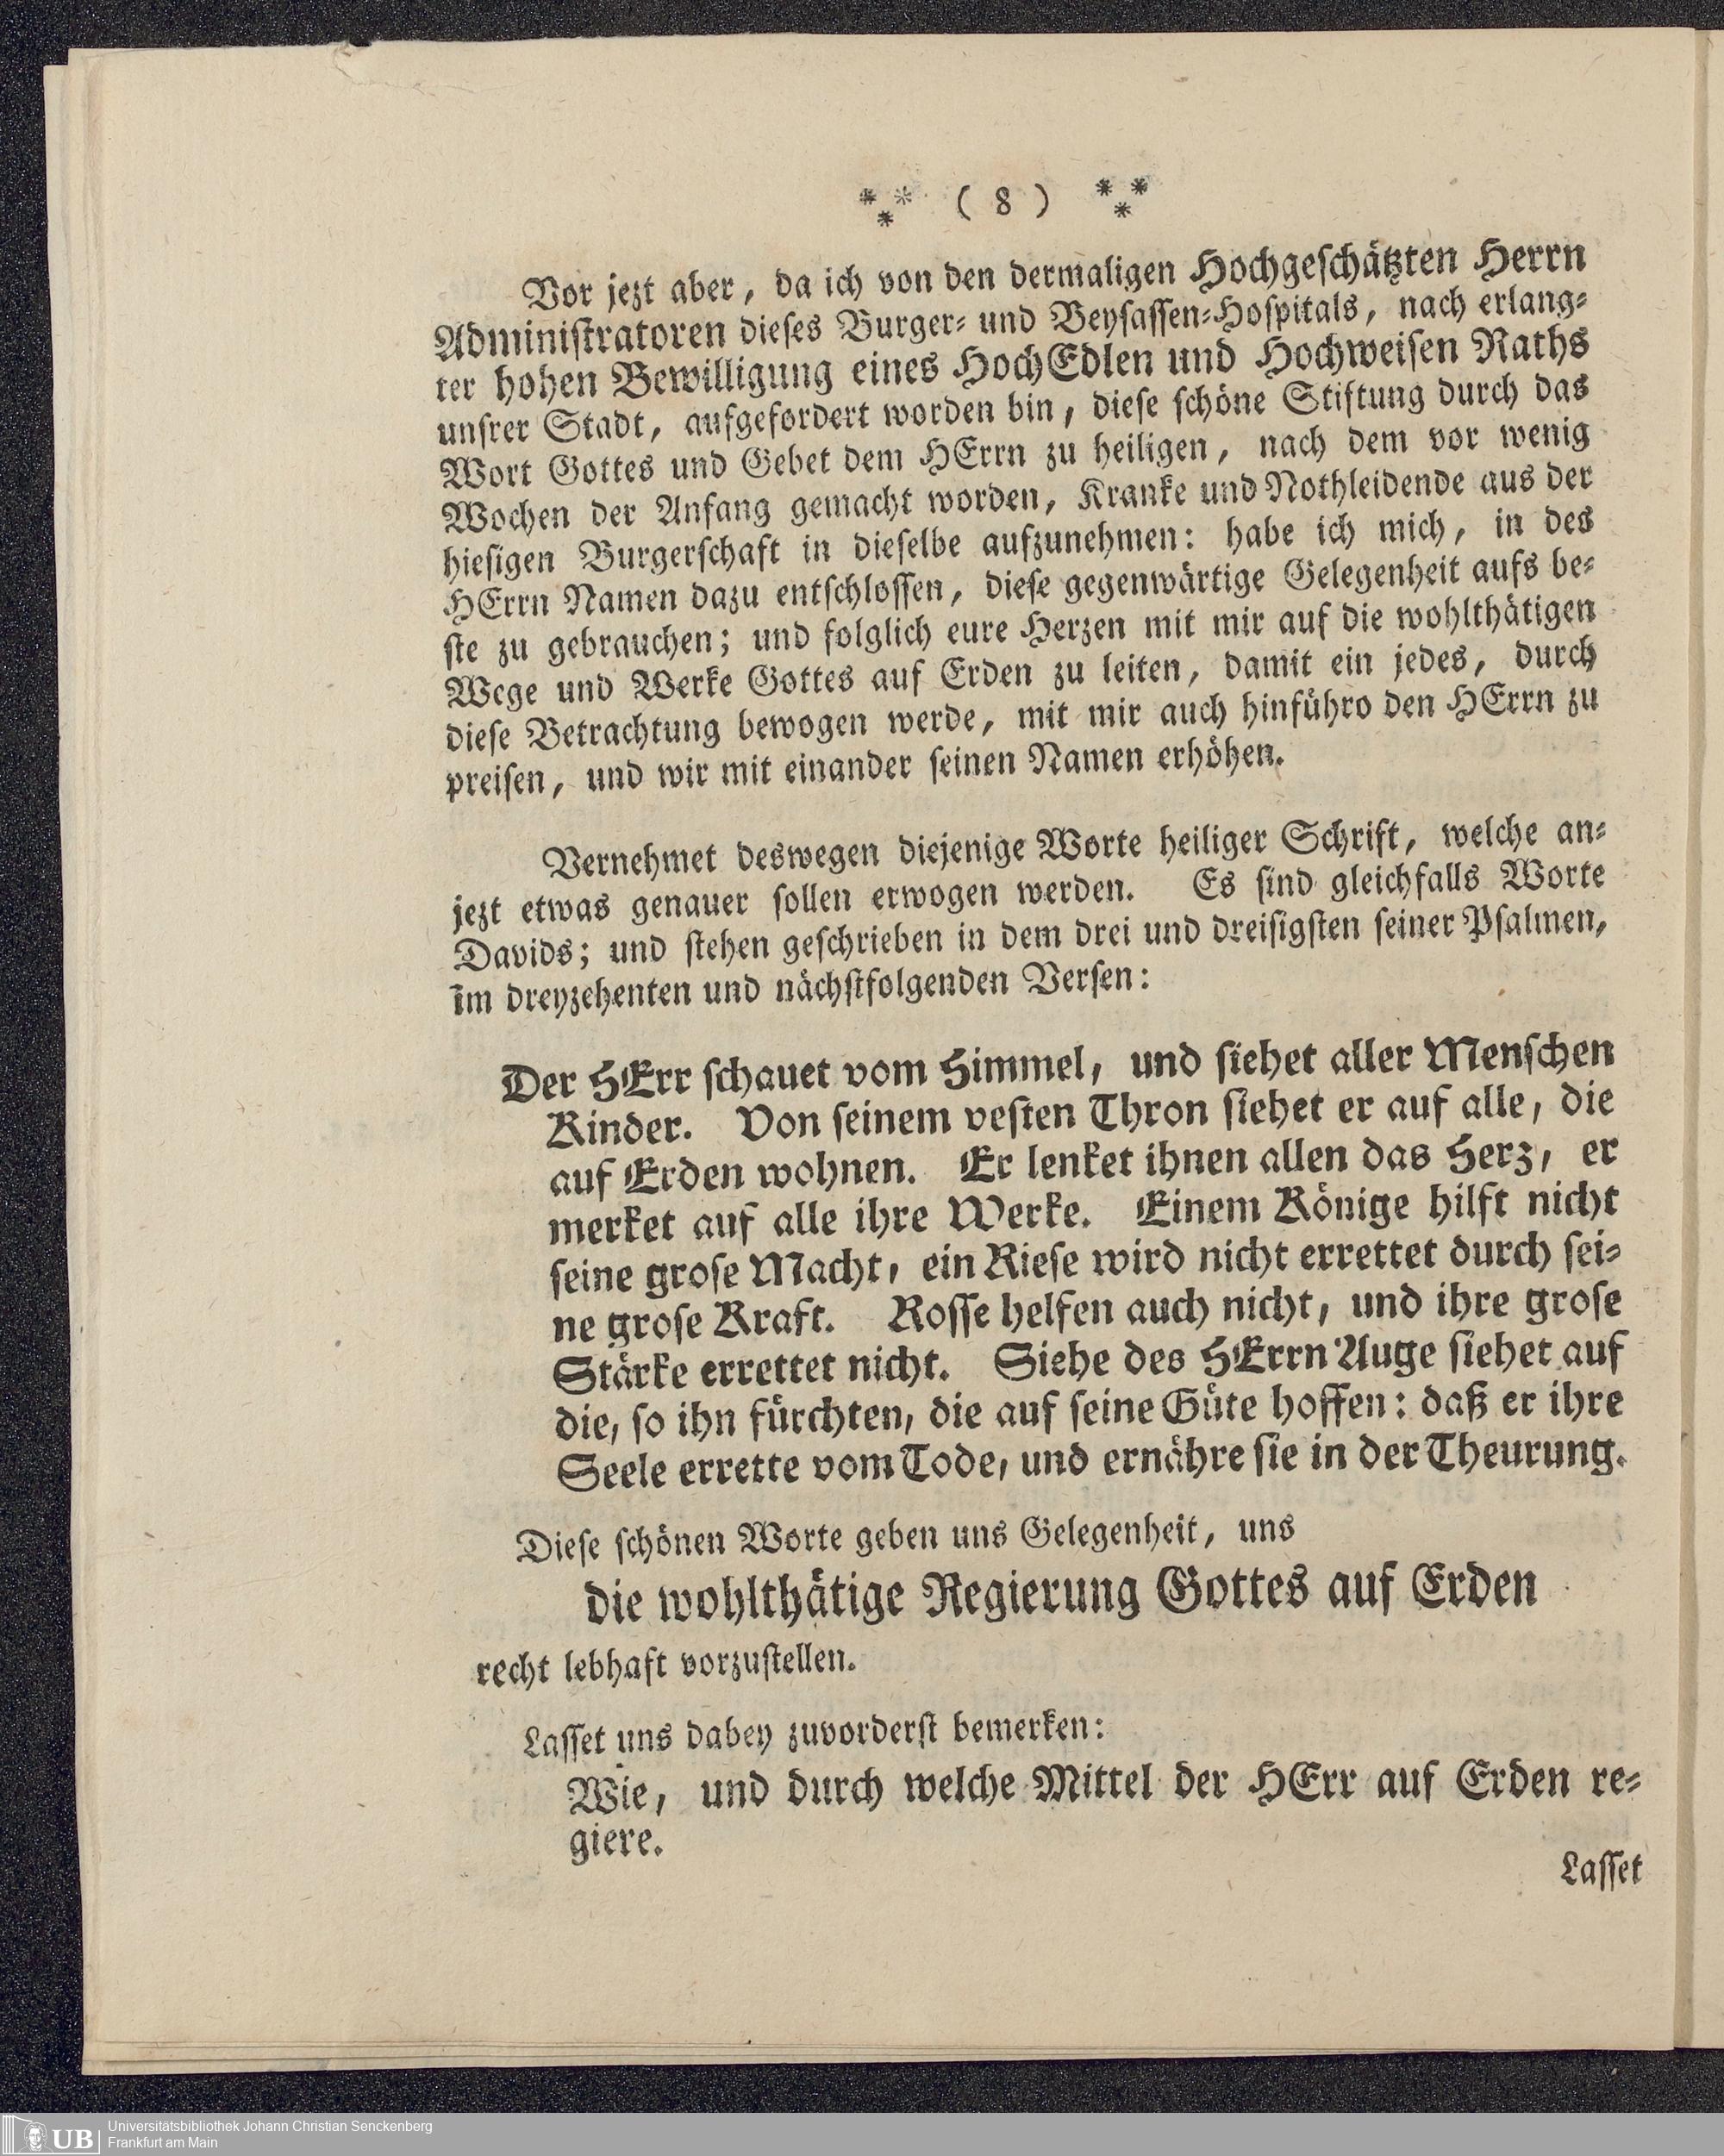 *** ( 8 ) ***
Vor jezt aber, da ich von den dermaligen Hochgeschätzten Herrn
Administratoren dieses Burger- und Beysassen-Hospitals, nach erlang-
ter hohen Bewilligung eines HochEdlen und Hochweisen Raths
unsrer Stadt, aufgefordert worden bin, diese schöne Stiftung durch das
Wort Gottes und Gebet dem HErrn zu heiligen, nach dem vor wenig
Wochen der Anfang gemacht worden, Kranke und Nothleidende aus der
hiesigen Burgerschaft in dieselbe aufzunehmen: habe ich mich, in des
HErrn Namen dazu entschlossen, diese gegenwärtige Gelegenheit aufs be-
ste zu gebrauchen; und folglich eure Herzen mit mir auf die wohlthätigen
Wege und Werke Gottes auf Erden zu leiten, damit ein jedes, durch
diese Betrachtung bewogen werde, mit mir auch hinführo den HErrn zu
preisen, und wir mit einander seinen Namen erhöhen.
Vernehmet deswegen diejenige Worte heiliger Schrift, welche an-
jezt etwas genauer sollen erwogen werden. Es sind gleichfalls Worte
Davids; und stehen geschrieben in dem drei und dreisigsten seiner Psalmen,
im dreyzehenten und nächstfolgenden Versen:
Der HErr schauet vom Himmel, und siehet aller Menschen
Kinder. Von seinem vesten Thron siehet er auf alle, die
auf Erden wohnen. Er lenket ihnen allen das Herz, er
merket auf alle ihre Werke. Einem Könige hilft nicht
seine grose Macht, ein Riese wird nicht errettet durch sei-
ne grose Kraft. Rosse helfen auch nicht, und ihre grose
Stärke errettet nicht. Siehe des HErrn Auge siehet auf
die, so ihn fürchten, die auf seine Güte hoffen: daß er ihre
Seele errette vom Tode, und ernähre sie in der Theurung.
Diese schönen Worte geben uns Gelegenheit, uns
die wohlthätige Regierung Gottes auf Erden
recht lebhaft vorzustellen.
Lasset uns dabey zuvorderst bemerken:
Wie, und durch welche Mittel der HErr auf Erden re-
giere.
Lasset
UB Universitätsbibliothek Johann Christian Senckenberg
Frankfurt am Main